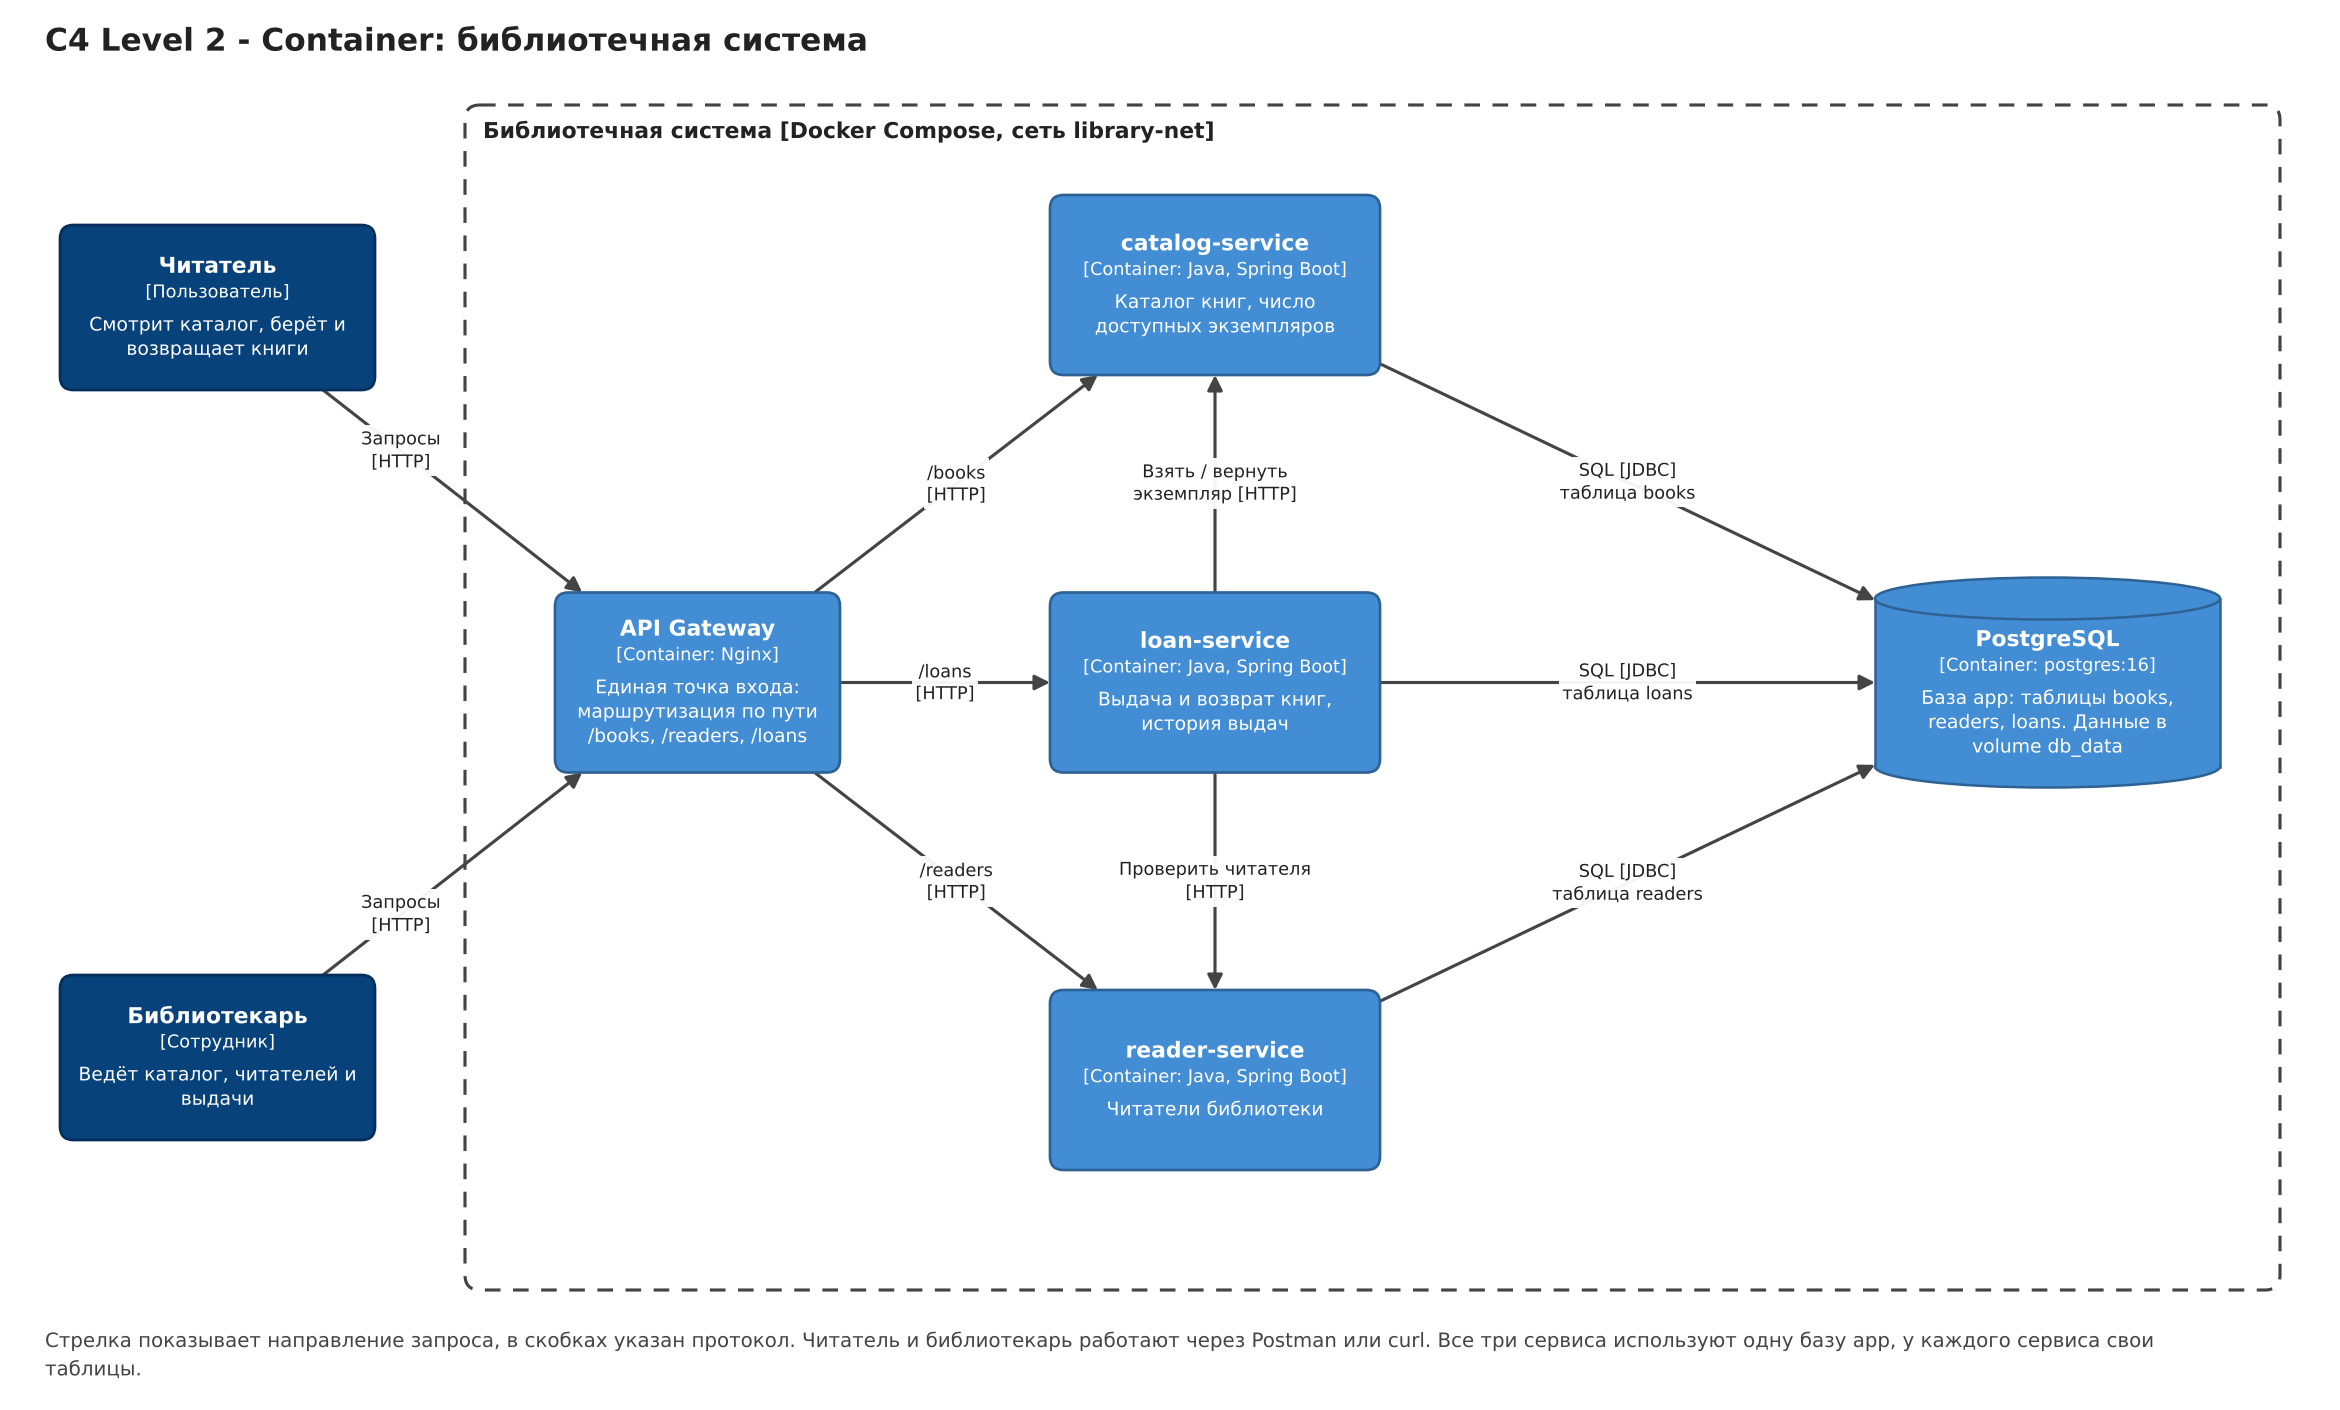 C4 Level 2 - Container: библиотечная система
Библиотечная система [Docker Compose, сеть library-net]
Читатель
[Пользователь]
Смотрит каталог, берёт и
возвращает книги
Запросы
[HTTP]
Библиотекарь
[Сотрудник]
Ведёт каталог, читателей и
выдачи
Запросы
[HTTP]
API Gateway
[Container: Nginx]
Единая точка входа:
маршрутизация по пути
/books, /readers, /loans
/books
[HTTP]
/loans
[HTTP]
/readers
[HTTP]
catalog-service
[Container: Java, Spring Boot]
Каталог книг, число
доступных экземпляров
Взять / вернуть
экземпляр [HTTP]
loan-service
[Container: Java, Spring Boot]
Выдача и возврат книг,
история выдач
Проверить читателя
[HTTP]
reader-service
[Container: Java, Spring Boot]
Читатели библиотеки
SQL [JDBC]
таблица books
SQL [JDBC]
таблица loans
SQL [JDBC]
таблица readers
PostgreSQL
[Container: postgres:16]
База app: таблицы books,
readers, loans. Данные в
volume db_data
Стрелка показывает направление запроса, в скобках указан протокол. Читатель и библиотекарь работают через Postman или curl. Все три сервиса используют одну базу app, у каждого сервиса свои
таблицы.